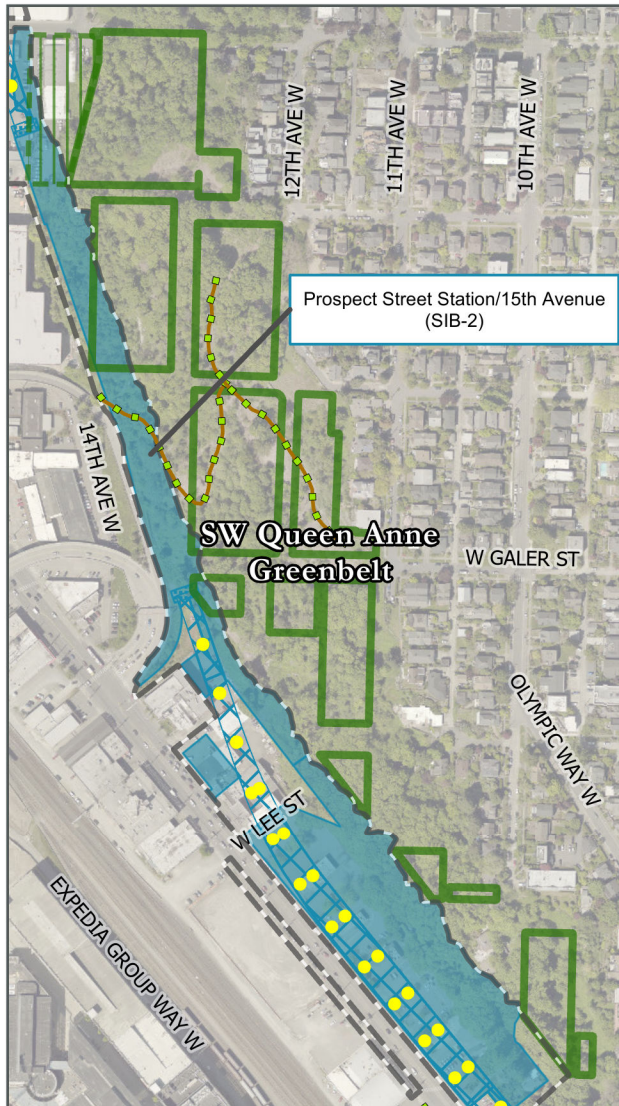 12TH AVE W
11TH AVE W
10TH AVE W
Prospect Street Station/15th Avenue
(SIB-2)
14TH AVE W
SW Queen Anne
Greenbelt
W GALER ST
OLYMPIC WAY W
W LEE ST
EXPEDIA GROUP WAY W